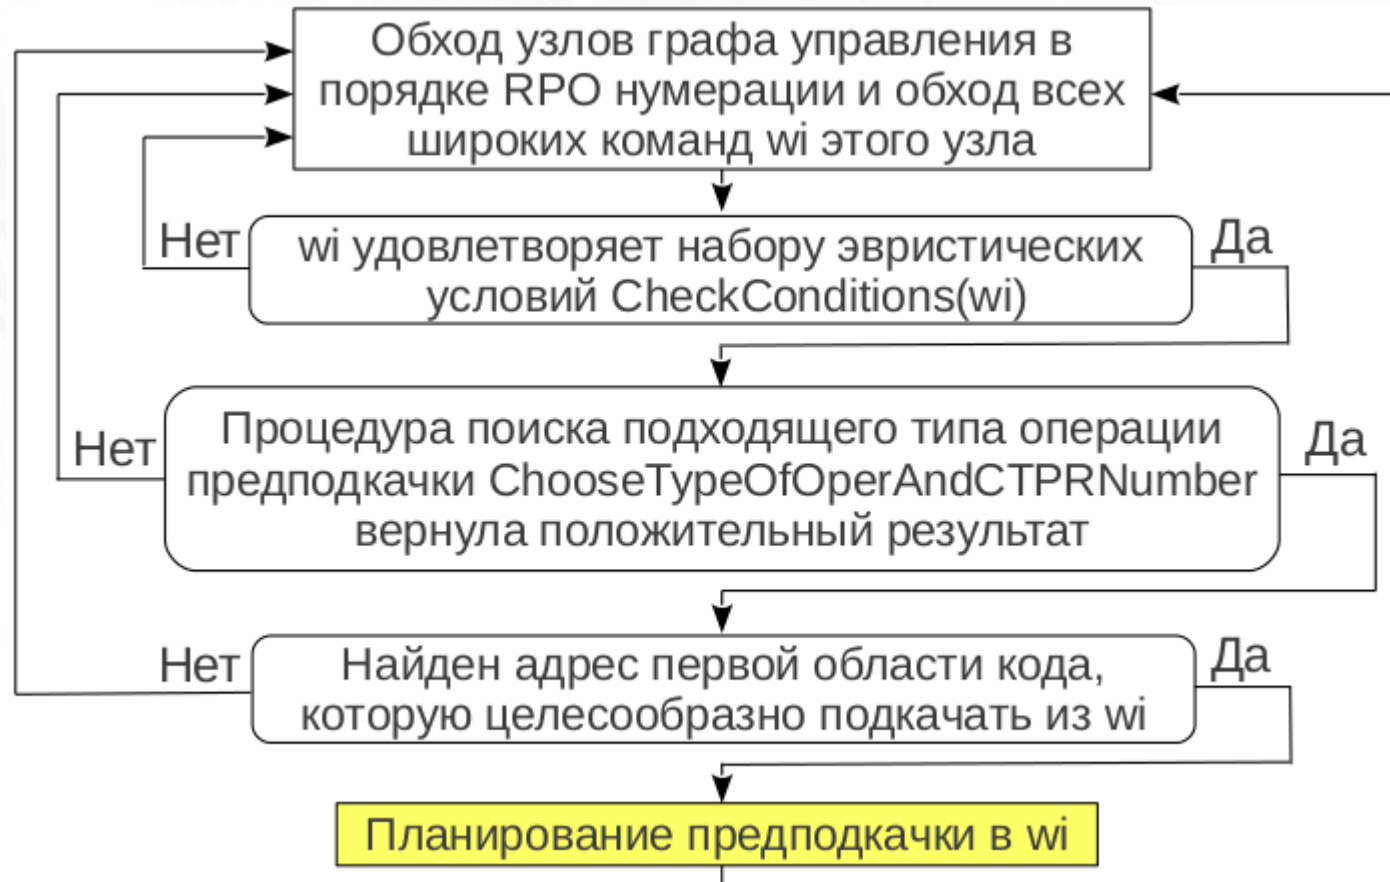 Обход узлов графа управления в
порядке RPO нумерации и обход всех
широких команд wi этого узла
Нет
wi удовлетворяет набору эвристических
условий CheckConditions(wi)
Да
Нет
Процедура поиска подходящего типа операции
предподкачки ChooseTypeOfOperAndCTPRNumber
вернула положительный результат
Да
Нет
Найден адрес первой области кода,
которую целесообразно подкачать из wi
Да
Планирование предподкачки в wi